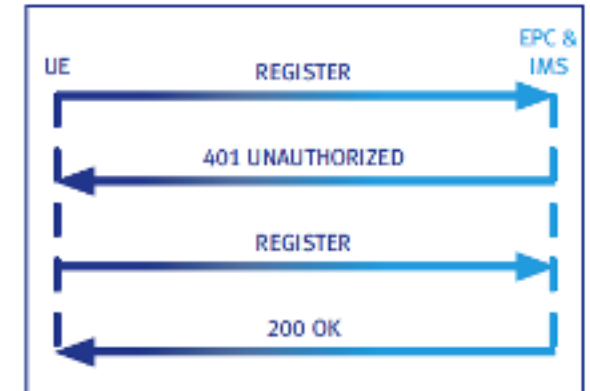 EPC &
UE
IMS
REGISTER
401 UNAUTHORIZED
REGISTER
200 OK